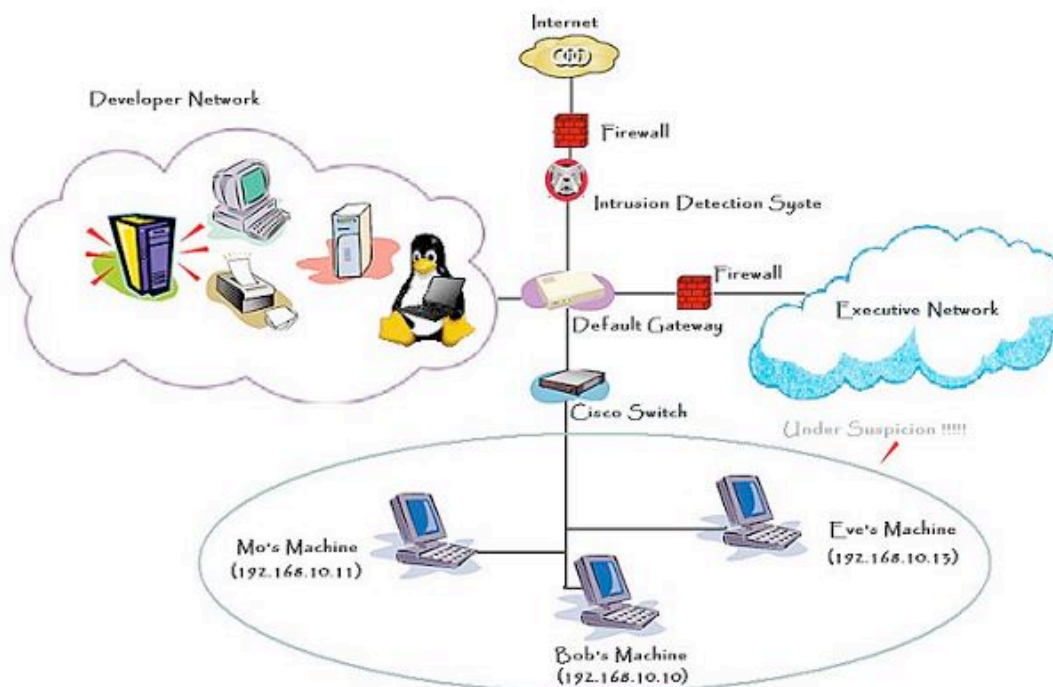 Internet
Developer Network
Firewall
Intrusion Detection Syste
Firewall
Default Gateway
Executive Network
Cisco Switch
Under Suspicion !!!!!
Mo's Machine
(192.168.10.11)
Eve's Machine
(192.168.10.13)
Bob's Machine
(192.168.10.10)